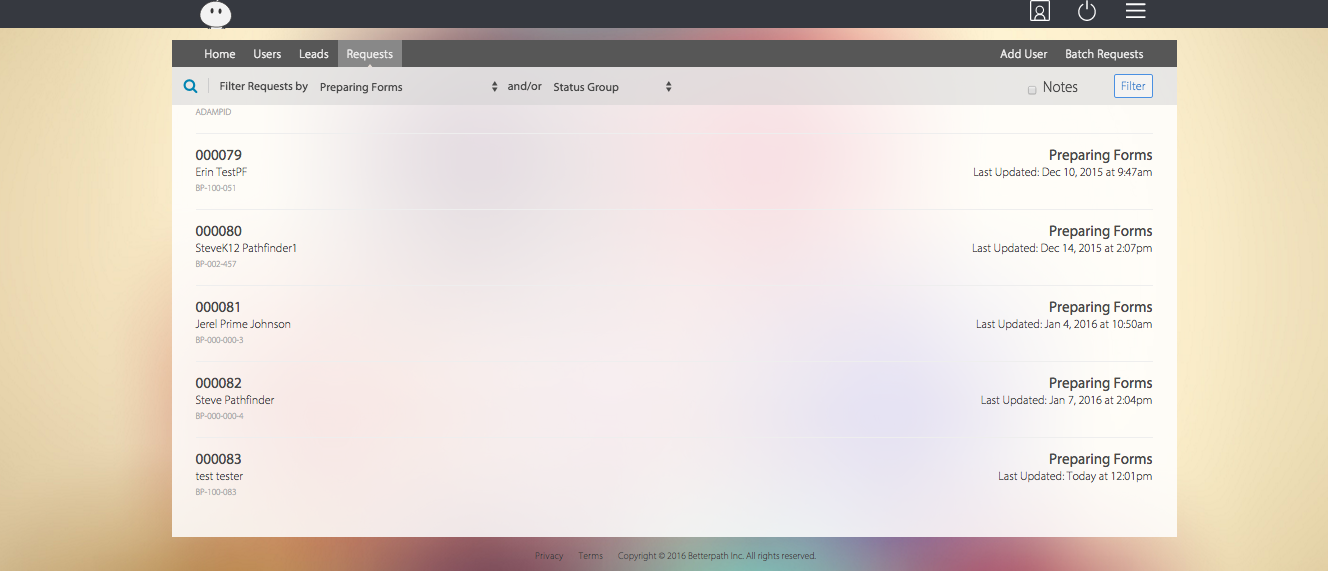 Home Users Leads Requests Add User Batch Requests
Filter Requests by Preparing Forms and/or Status Group Notes Filter
ADAMPID
000079 Preparing Forms
Erin TestPF Last Updated: Dec 10, 2015 at 9:47am
BP-100-051
000080 Preparing Forms
SteveK12 Pathfinder1 Last Updated: Dec 14, 2015 at 2:07pm
BP-002-457
000081 Preparing Forms
Jerel Prime Johnson Last Updated: Jan 4, 2016 at 10:50am
BP-000-000-3
000082 Preparing Forms
Steve Pathfinder Last Updated: Jan 7, 2016 at 2:04pm
BP-000-000-4
000083 Preparing Forms
test tester Last Updated: Today at 12:01pm
BP-100-083
Privacy Terms Copyright © 2016 Betterpath Inc. All rights reserved.